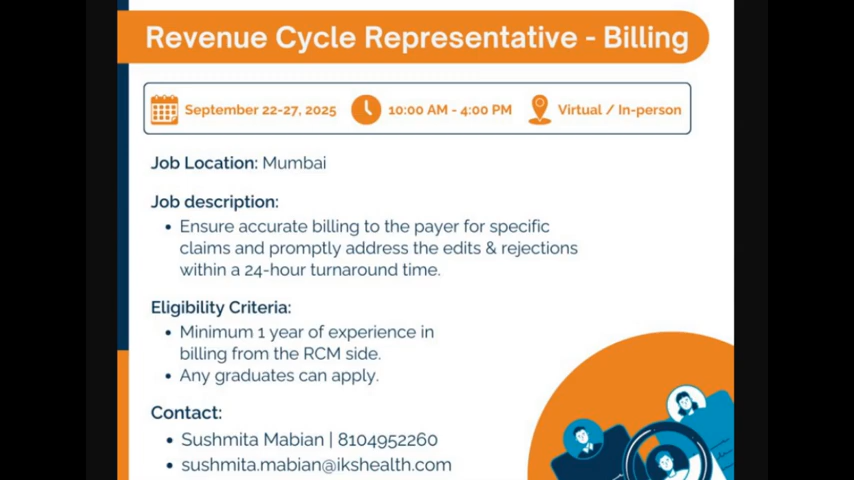 Revenue Cycle Representative - Billing
September 22-27, 2025 10:00 AM - 4:00 PM Virtual / In-person
Job Location: Mumbai
Job description:
• Ensure accurate billing to the payer for specific
claims and promptly address the edits & rejections
within a 24-hour turnaround time.
Eligibility Criteria:
• Minimum 1 year of experience in
billing from the RCM side.
• Any graduates can apply.
Contact:
• Sushmita Mabian | 8104952260
• sushmita.mabian@ikshealth.com